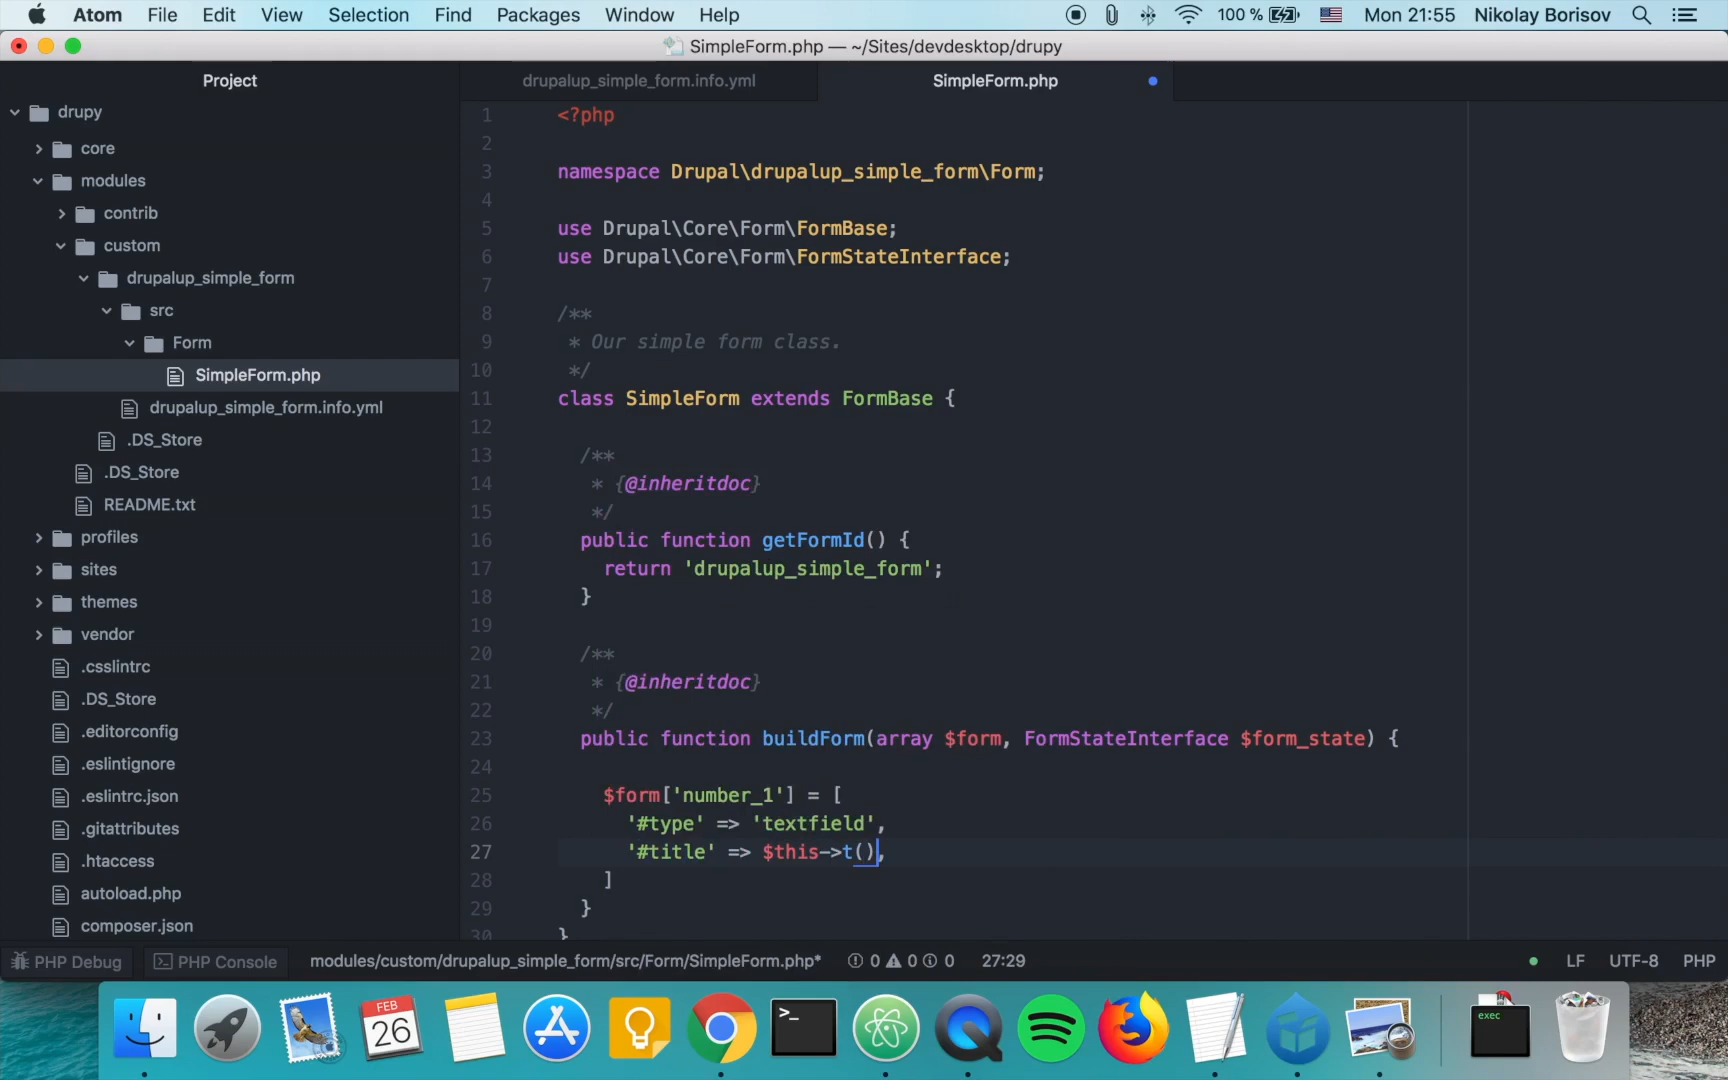 Atom File Edit View Selection Find Packages Window Help 100 % Mon 21:55 Nikolay Borisov
SimpleForm.php — ~/Sites/devdesktop/drupy
Project
drupy
core
modules
contrib
custom
drupalup_simple_form
src
Form
SimpleForm.php
drupalup_simple_form.info.yml
.DS_Store
.DS_Store
README.txt
profiles
sites
themes
vendor
.csslintrc
.DS_Store
.editorconfig
.eslintignore
.eslintrc.json
.gitattributes
.htaccess
autoload.php
composer.json
drupalup_simple_form.info.yml SimpleForm.php
1 <?php
2
3 namespace Drupal\drupalup_simple_form\Form;
4
5 use Drupal\Core\Form\FormBase;
6 use Drupal\Core\Form\FormStateInterface;
7
8 /**
9 * Our simple form class.
10 */
11 class SimpleForm extends FormBase {
12
13 /**
14 * {@inheritdoc}
15 */
16 public function getFormId() {
17 return 'drupalup_simple_form';
18 }
19
20 /**
21 * {@inheritdoc}
22 */
23 public function buildForm(array $form, FormStateInterface $form_state) {
24
25 $form['number_1'] = [
26 '#type' => 'textfield',
27 '#title' => $this->t(),
28 ]
29 }
30 }
PHP Debug PHP Console modules/custom/drupalup_simple_form/src/Form/SimpleForm.php* 0 0 0 27:29 LF UTF-8 PHP
FEB
26
>_
exec